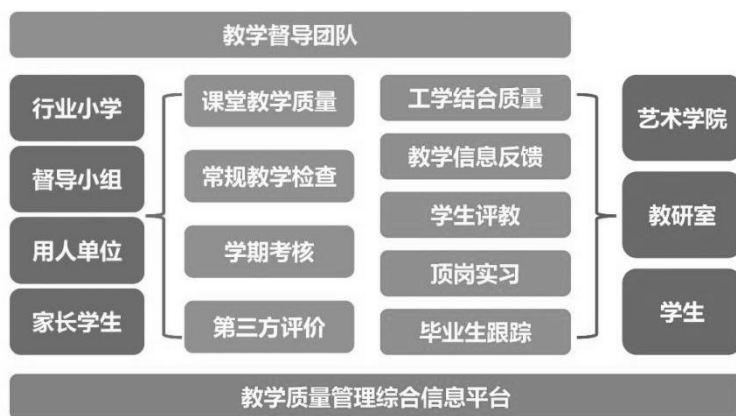 教学督导团队
行业小学
督导小组
用人单位
家长学生
课堂教学质量
常规教学检查
学期考核
第三方评价
工学结合质量
教学信息反馈
学生评教
顶岗实习
毕业生跟踪
艺术学院
教研室
学生
教学质量管理综合信息平台